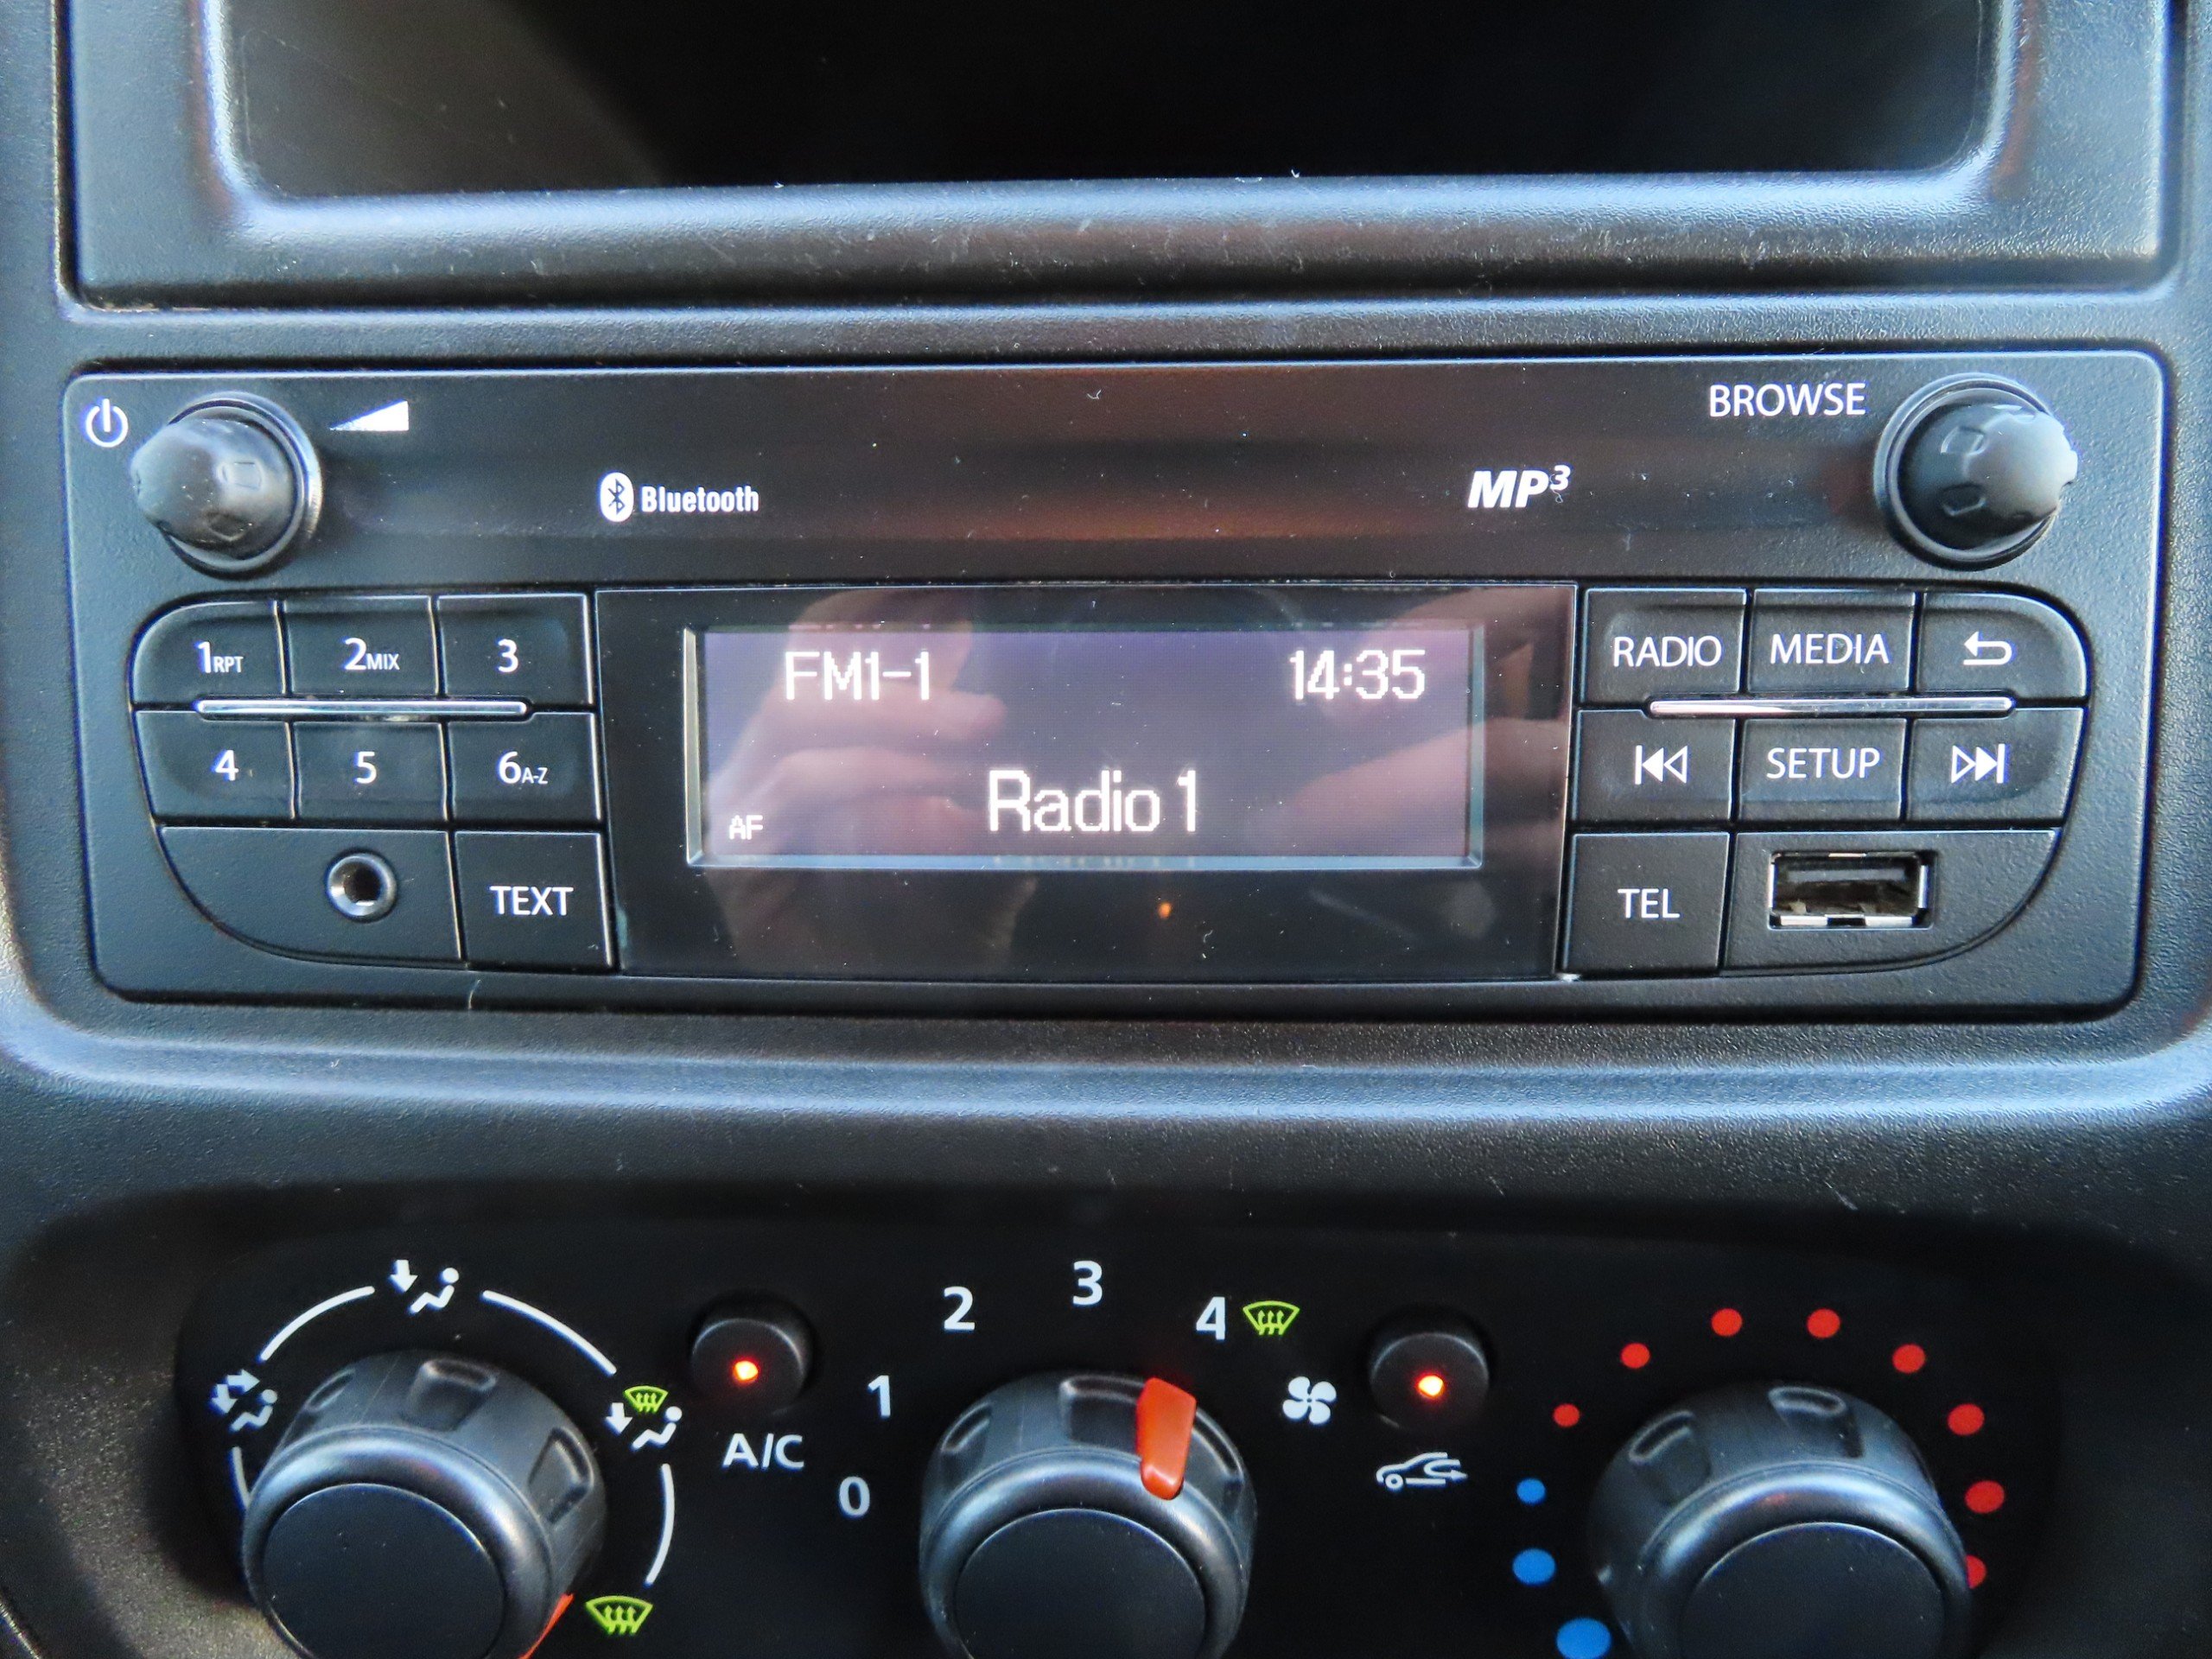 BROWSE
Bluetooth
MP3
1RPT 2MIX 3
FM1-1 14:35
RADIO MEDIA
4 5 6A-Z
Radio 1
SETUP
AF
TEXT
TEL
3
2 4
1
A/C
0